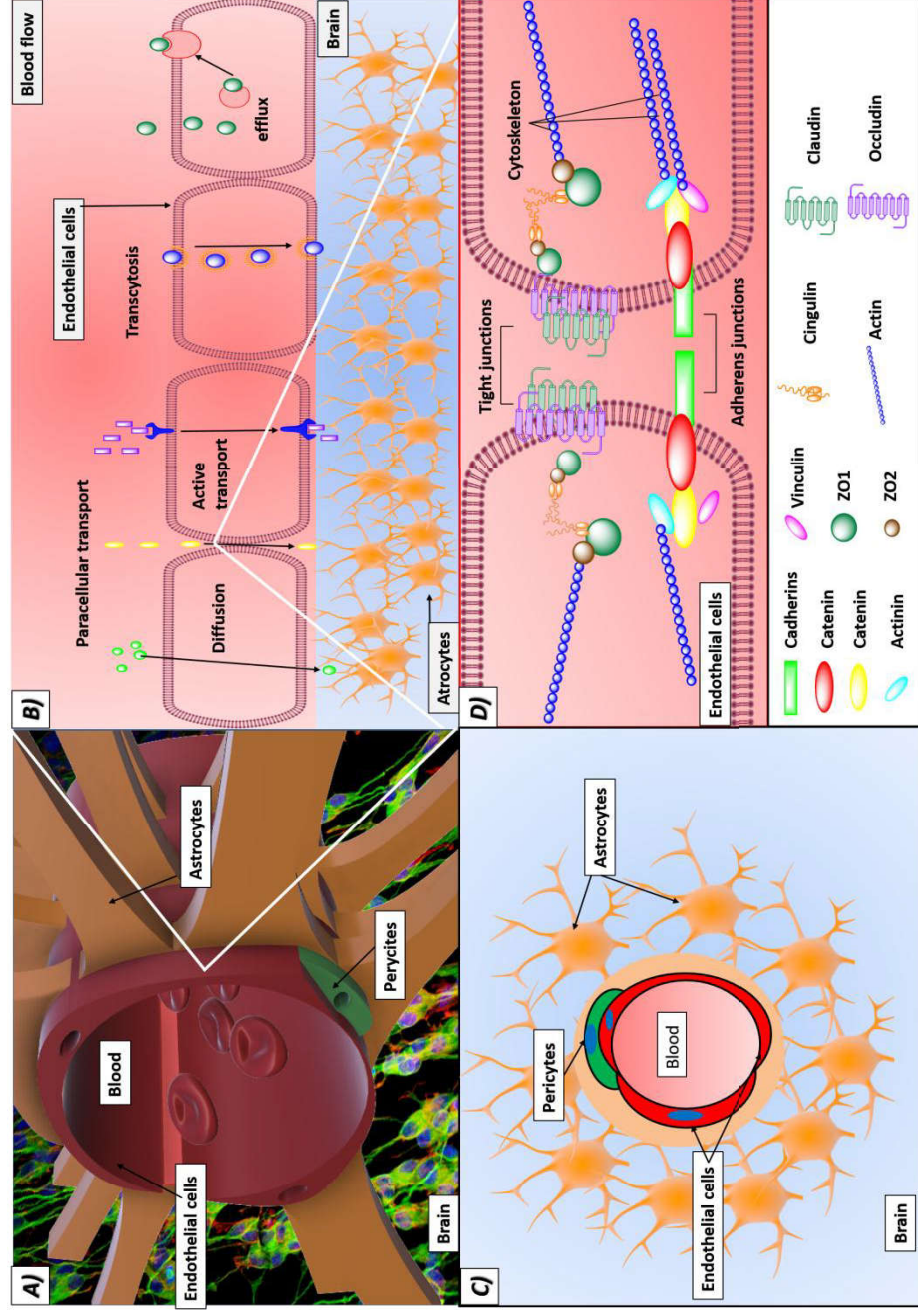 A)
Blood
Endothelial cells
Astrocytes
Perycites
Brain
B)
Blood flow
Endothelial cells
Paracellular transport
Transcytosis
efflux
Diffusion
Active
transport
Brain
Atrocytes
C)
Pericytes
Astrocytes
Blood
Endothelial cells
Brain
D)
Tight junctions
Cytoskeleton
Adherens junctions
Endothelial cells
Cadherins
Vinculin
Cingulin
Claudin
Catenin
ZO1
Catenin
ZO2
Actin
Occludin
Actinin